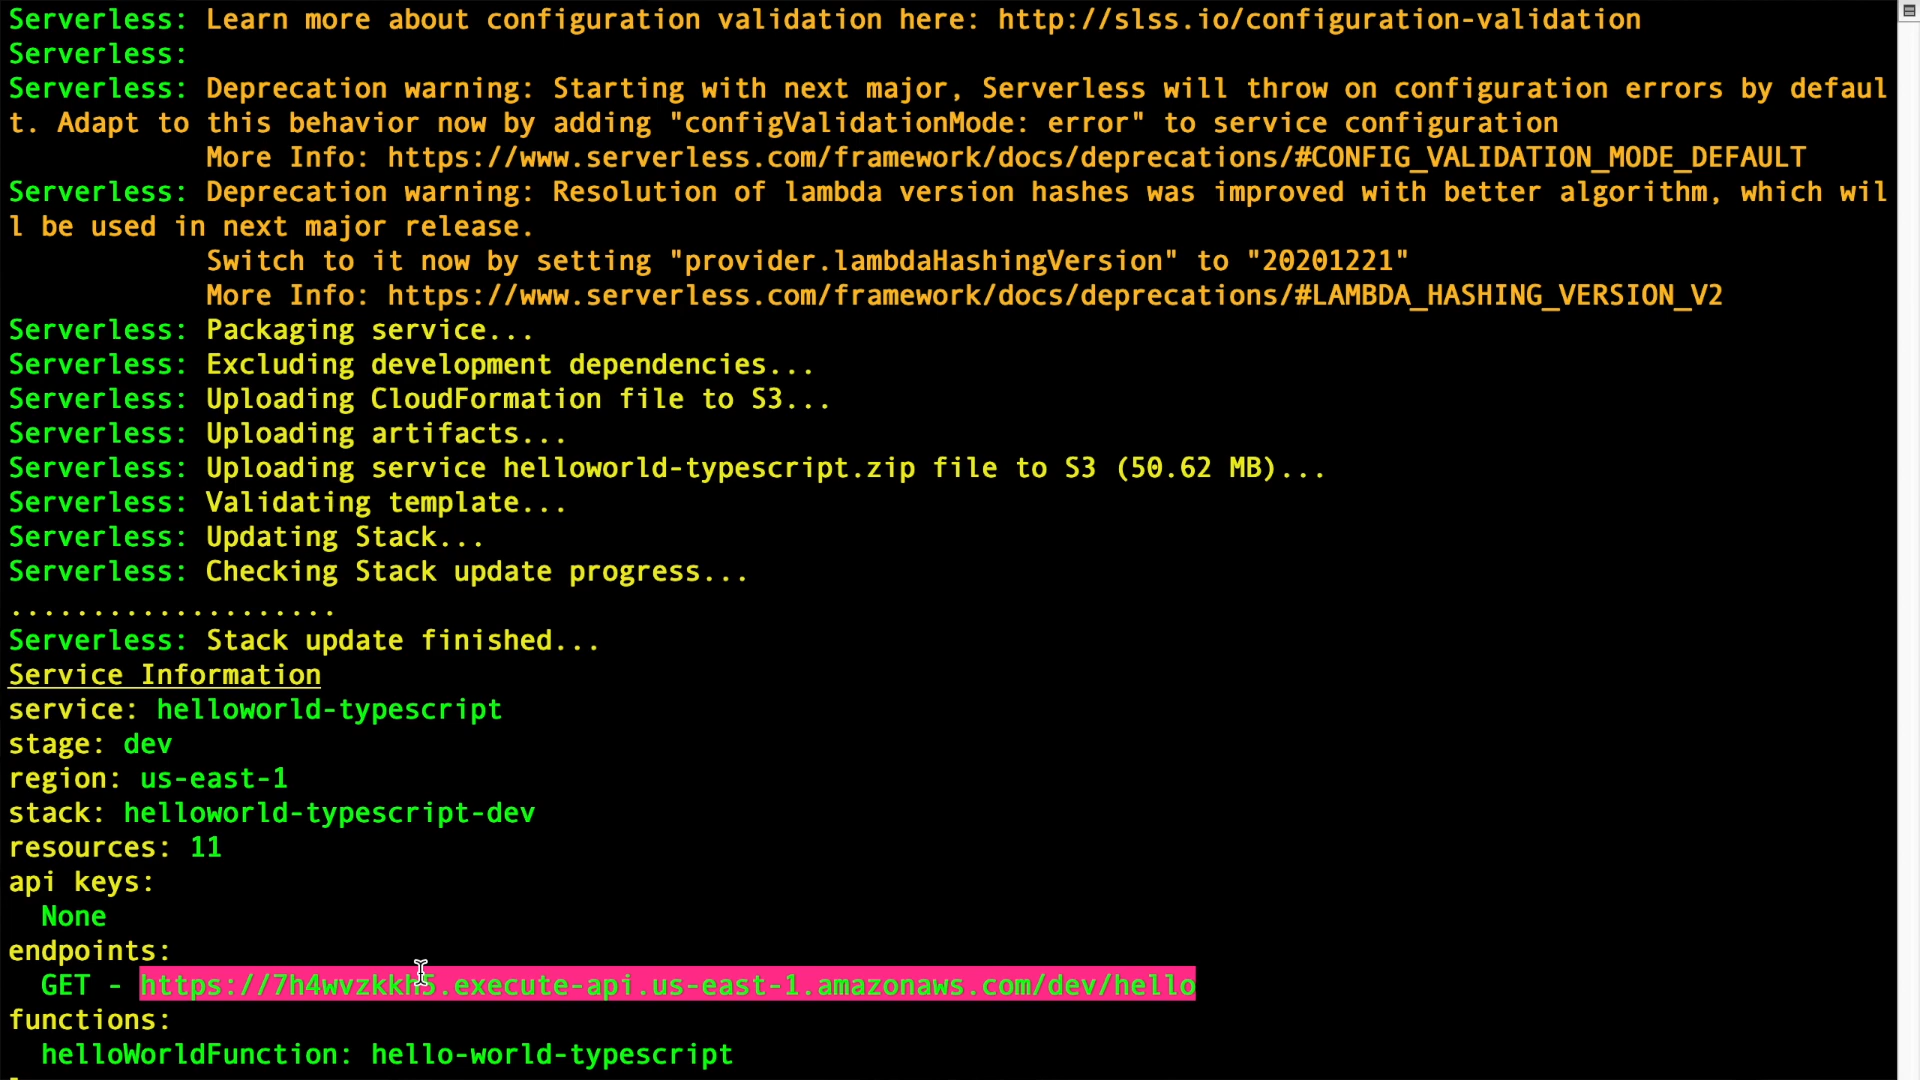 Serverless: Learn more about configuration validation here: http://slss.io/configuration-validation
Serverless:
Serverless: Deprecation warning: Starting with next major, Serverless will throw on configuration errors by defaul
t. Adapt to this behavior now by adding "configValidationMode: error" to service configuration
            More Info: https://www.serverless.com/framework/docs/deprecations/#CONFIG_VALIDATION_MODE_DEFAULT
Serverless: Deprecation warning: Resolution of lambda version hashes was improved with better algorithm, which wil
l be used in next major release.
            Switch to it now by setting "provider.lambdaHashingVersion" to "20201221"
            More Info: https://www.serverless.com/framework/docs/deprecations/#LAMBDA_HASHING_VERSION_V2
Serverless: Packaging service...
Serverless: Excluding development dependencies...
Serverless: Uploading CloudFormation file to S3...
Serverless: Uploading artifacts...
Serverless: Uploading service helloworld-typescript.zip file to S3 (50.62 MB)...
Serverless: Validating template...
Serverless: Updating Stack...
Serverless: Checking Stack update progress...
....................
Serverless: Stack update finished...
Service Information
service: helloworld-typescript
stage: dev
region: us-east-1
stack: helloworld-typescript-dev
resources: 11
api keys:
  None
endpoints:
  GET - https://7h4wvzkkh5.execute-api.us-east-1.amazonaws.com/dev/hello
functions:
  helloWorldFunction: hello-world-typescript